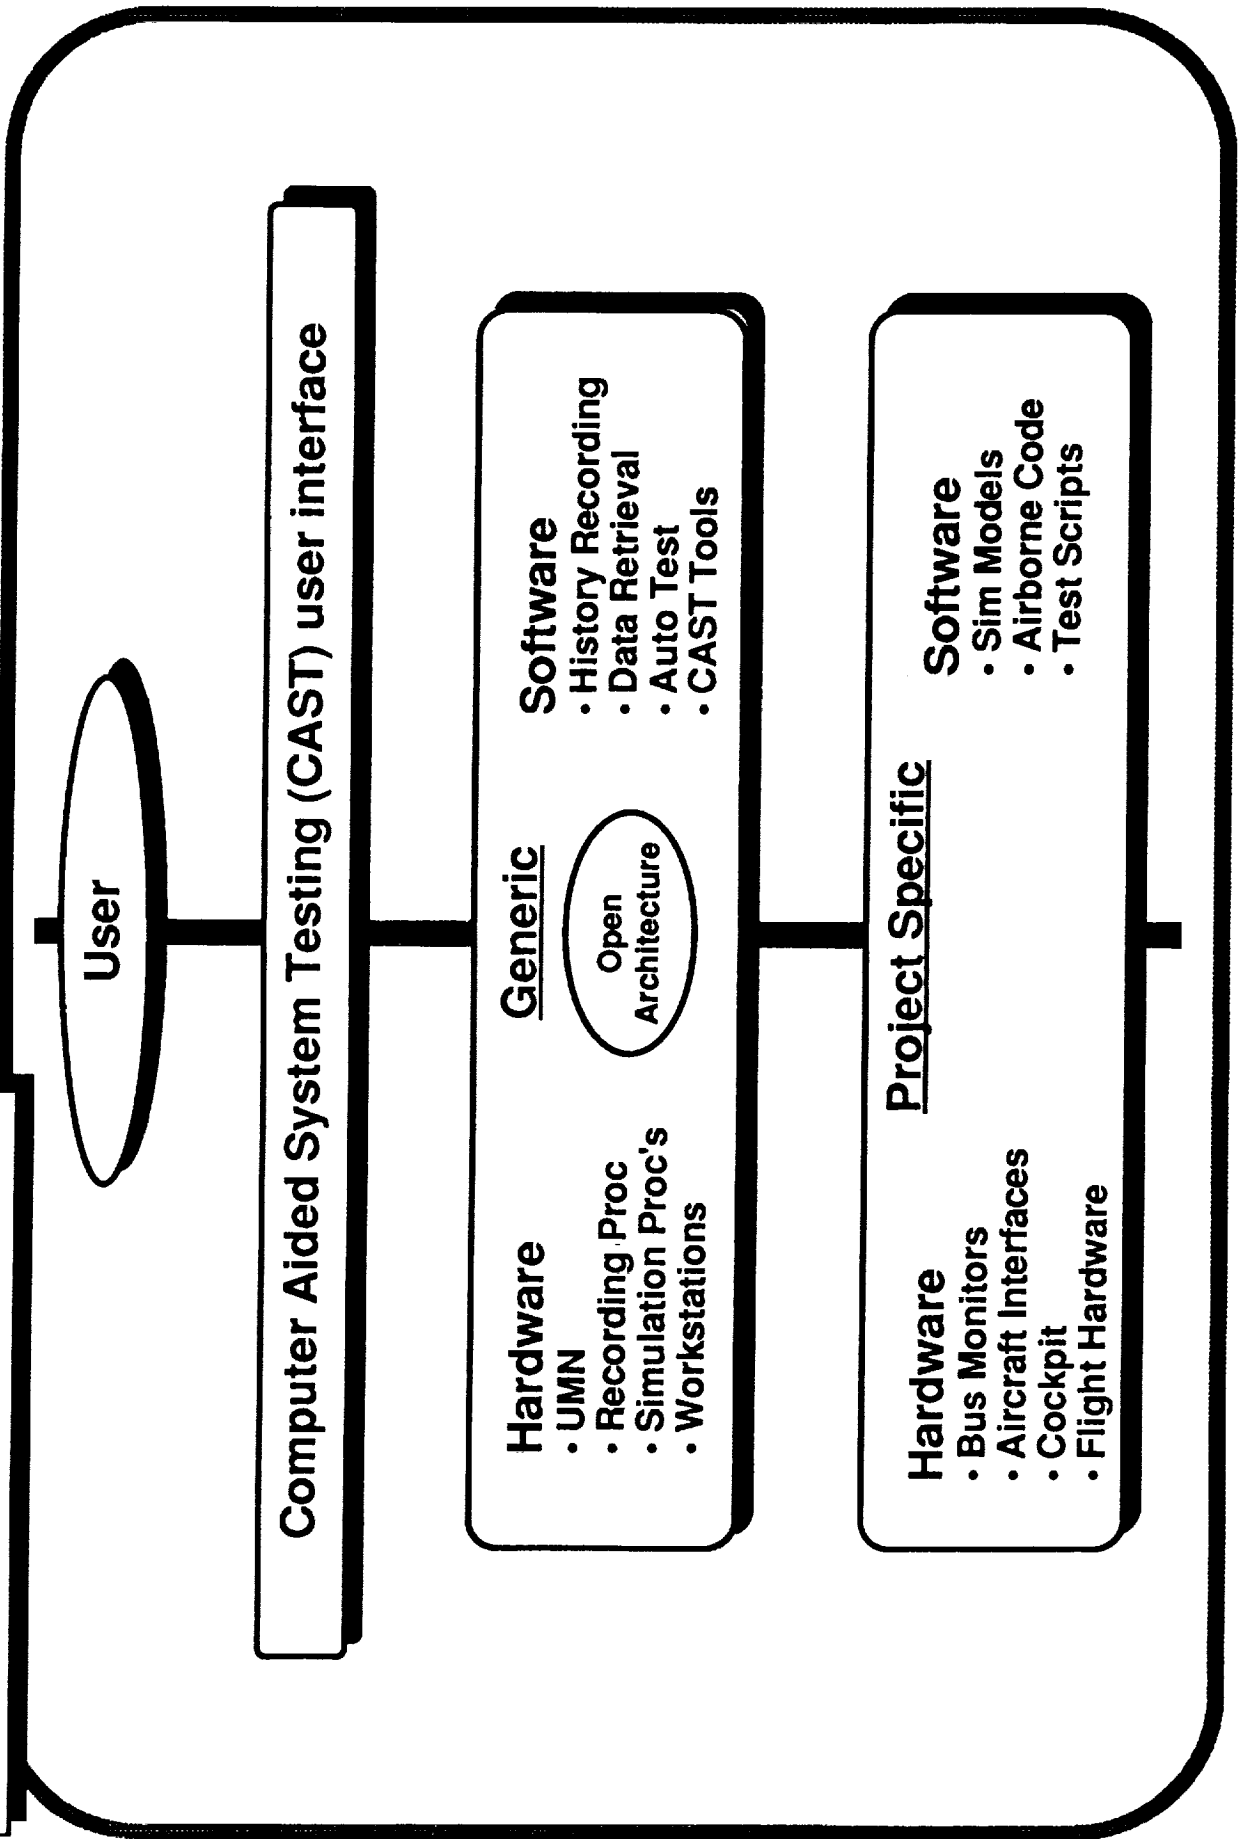 User
Computer Aided System Testing (CAST) user interface
Generic
Hardware
• UMN
• Recording Proc
• Simulation Proc's
• Workstations
Open
Architecture
Software
• History Recording
• Data Retrieval
• Auto Test
• CAST Tools
Project Specific
Hardware
• Bus Monitors
• Aircraft Interfaces
• Cockpit
• Flight Hardware
Software
• Sim Models
• Airborne Code
• Test Scripts